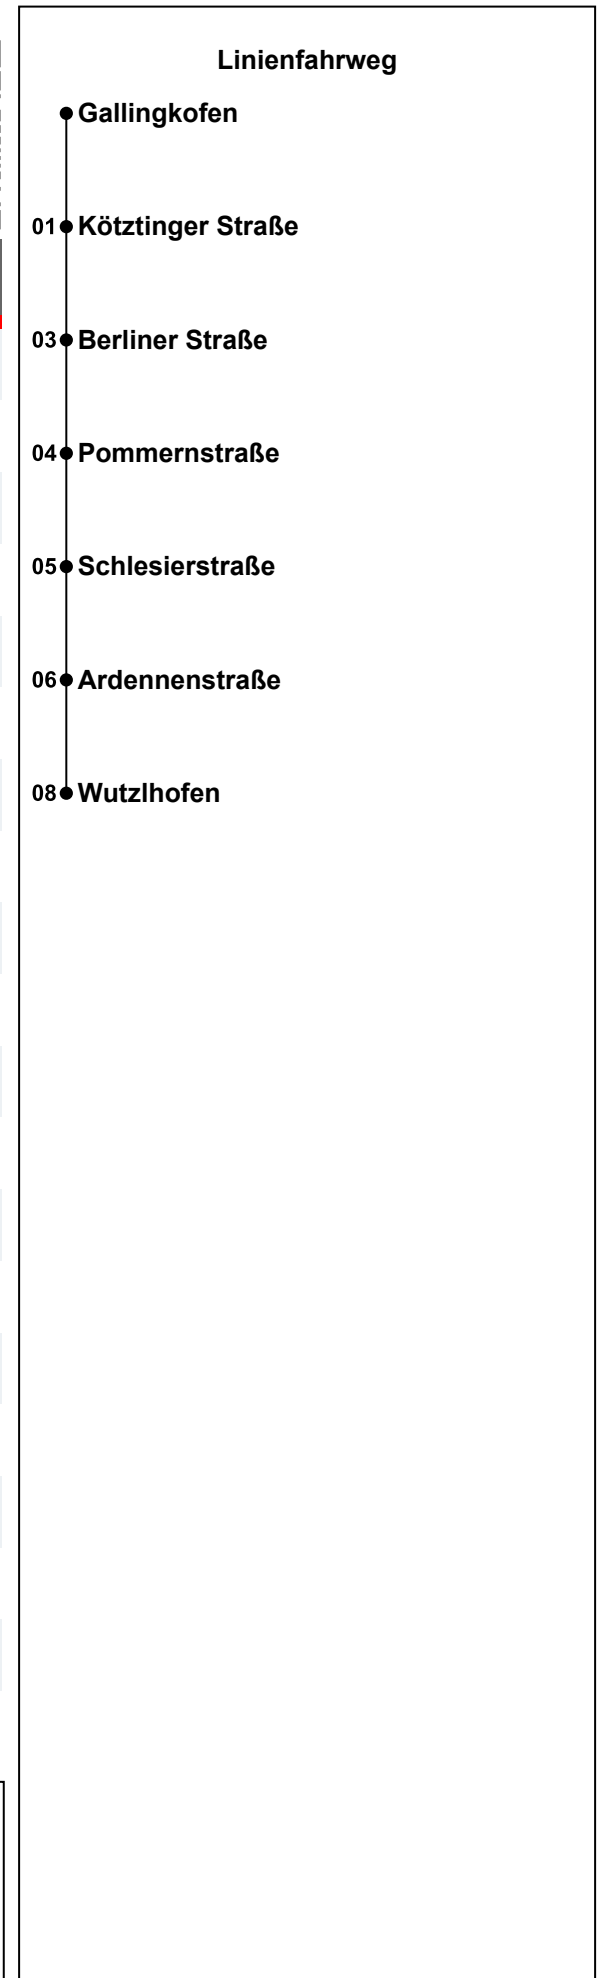 Linienfahrweg
Gallingkofen
01 Kötztinger Straße
03 Berliner Straße
04 Pommernstraße
05 Schlesierstraße
06 Ardennenstraße
08 Wutzlhofen